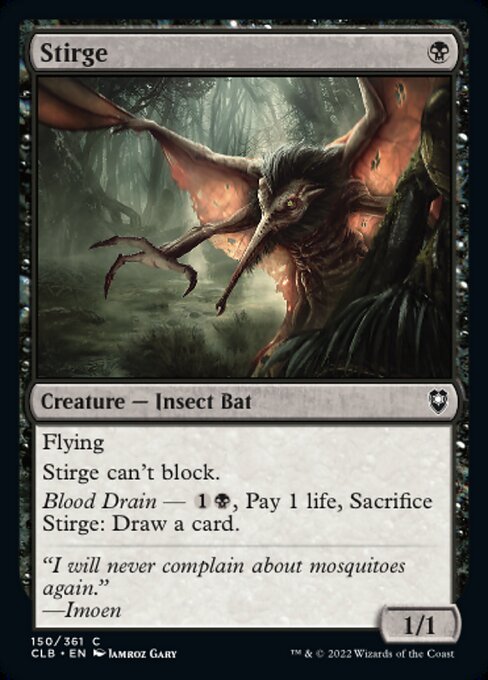 Stirge
Creature — Insect Bat
Flying
Stirge can't block.
Blood Drain — 1, Pay 1 life, Sacrifice
Stirge: Draw a card.
“I will never complain about mosquitoes
again.”
—Imoen
1/1
150/361 C
CLB • EN Iamroz Gary
™ & © 2022 Wizards of the Coast